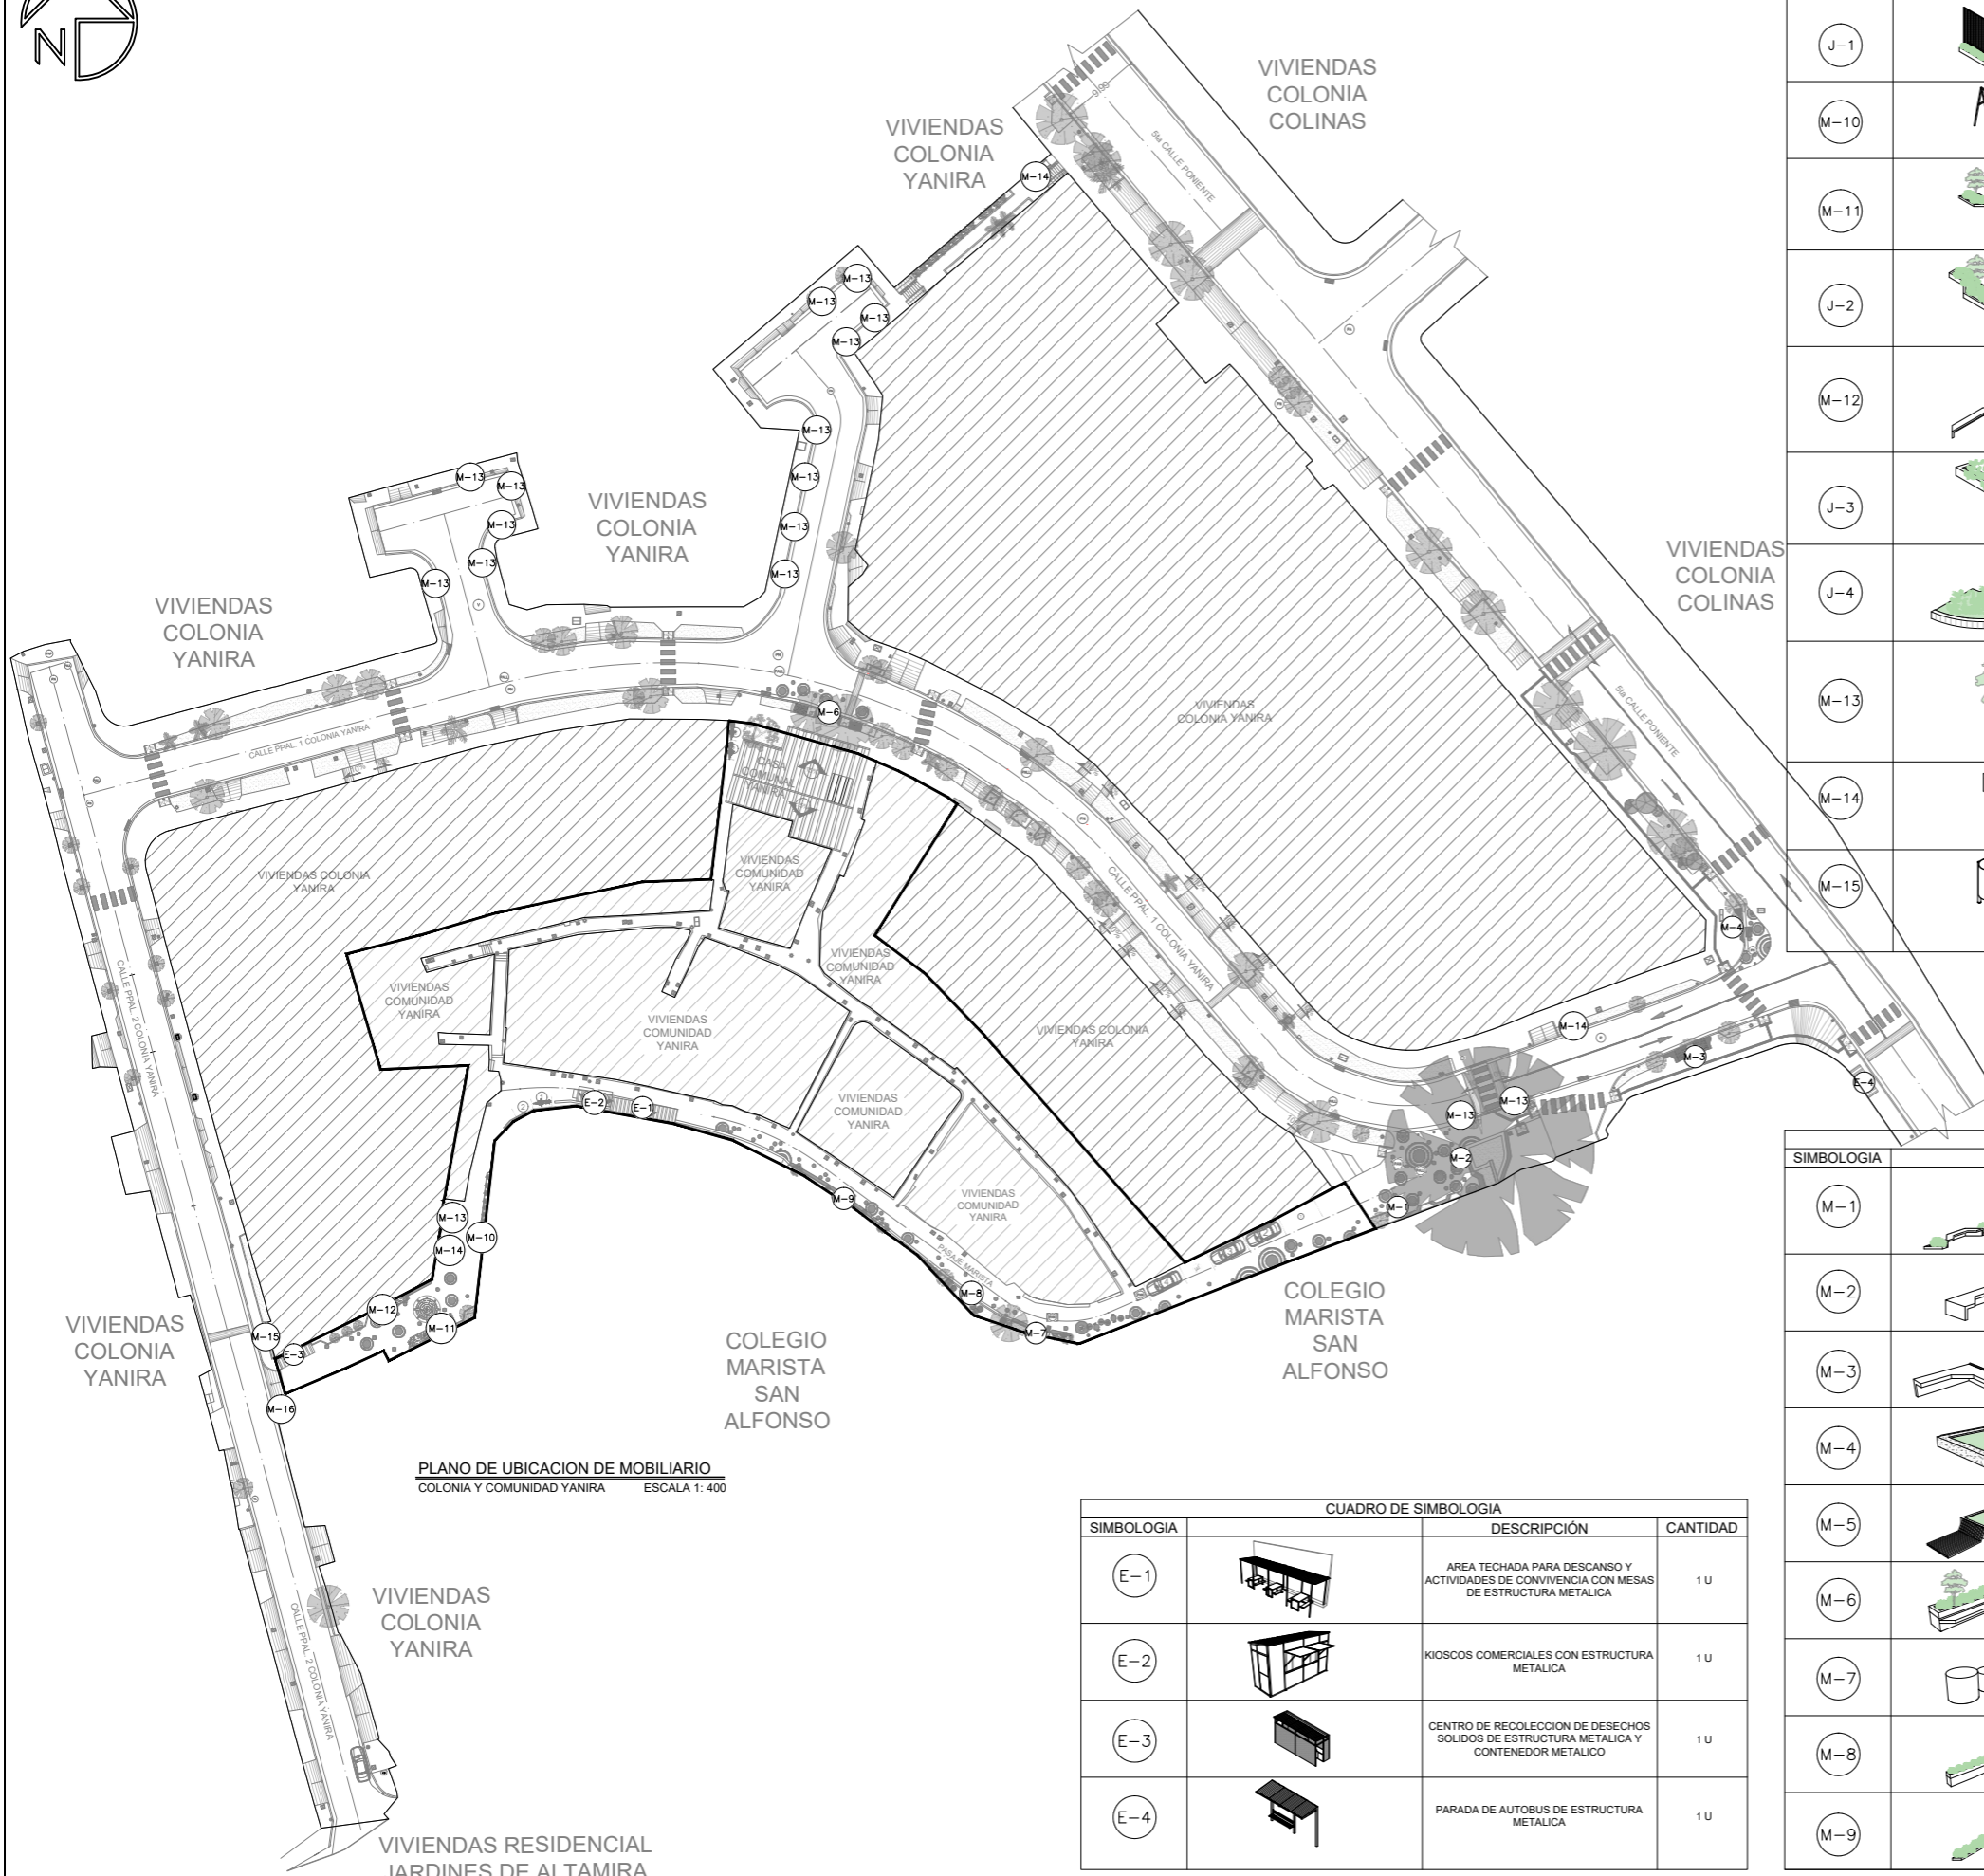 N
VIVIENDAS
COLONIA
COLINAS
VIVIENDAS
COLONIA
YANIRA
9.99
5ta CALLE PONIENTE
M-14
M-13
M-13
M-13
M-13
M-13
M-13
M-13
M-13
M-13
M-13
M-13
M-13
M-13
VIVIENDAS
COLONIA
YANIRA
VIVIENDAS
COLONIA
YANIRA
VIVIENDAS
COLONIA
COLINAS
5ta CALLE PONIENTE
VIVIENDAS
COLONIA YANIRA
M-6
CALLE PPAL. 1 COLONIA YANIRA
CASA
COMUNAL
YANIRA
VIVIENDAS
COMUNIDAD
YANIRA
VIVIENDAS COLONIA
YANIRA
CALLE PPAL. 1 COLONIA YANIRA
M-4
VIVIENDAS
COMUNIDAD
YANIRA
VIVIENDAS
COMUNIDAD
YANIRA
VIVIENDAS
COMUNIDAD
YANIRA
VIVIENDAS COLONIA
YANIRA
CALLE PPAL. 2 COLONIA YANIRA
M-14
M-3
E-4
E-2
E-1
VIVIENDAS
COMUNIDAD
YANIRA
M-13
M-13
M-2
M-1
M-9
VIVIENDAS
COMUNIDAD
YANIRA
M-13
M-10
M-14
PASAJE MARISTA
M-8
M-7
M-12
M-11
M-15
E-3
M-16
VIVIENDAS
COLONIA
YANIRA
COLEGIO
MARISTA
SAN
ALFONSO
COLEGIO
MARISTA
SAN
ALFONSO
PLANO DE UBICACION DE MOBILIARIO
COLONIA Y COMUNIDAD YANIRA ESCALA 1: 400
VIVIENDAS
COLONIA
YANIRA
CALLE PPAL. 2 COLONIA YANIRA
VIVIENDAS RESIDENCIAL
JARDINES DE ALTAMIRA
CUADRO DE SIMBOLOGIA
SIMBOLOGIA DESCRIPCIÓN CANTIDAD
E-1
AREA TECHADA PARA DESCANSO Y
ACTIVIDADES DE CONVIVENCIA CON MESAS
DE ESTRUCTURA METALICA
1 U
E-2
KIOSCOS COMERCIALES CON ESTRUCTURA
METALICA
1 U
E-3
CENTRO DE RECOLECCION DE DESECHOS
SOLIDOS DE ESTRUCTURA METALICA Y
CONTENEDOR METALICO
1 U
E-4
PARADA DE AUTOBUS DE ESTRUCTURA
METALICA
1 U
J-1
M-10
M-11
J-2
M-12
J-3
J-4
M-13
M-14
M-15
SIMBOLOGIA
M-1
M-2
M-3
M-4
M-5
M-6
M-7
M-8
M-9